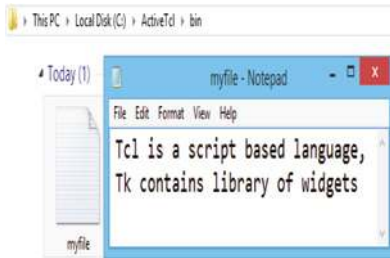 This PC › Local Disk (C:) › ActiveTcl › bin
Today (1)
myfile - Notepad
File Edit Format View Help
Tcl is a script based language,
Tk contains library of widgets
myfile